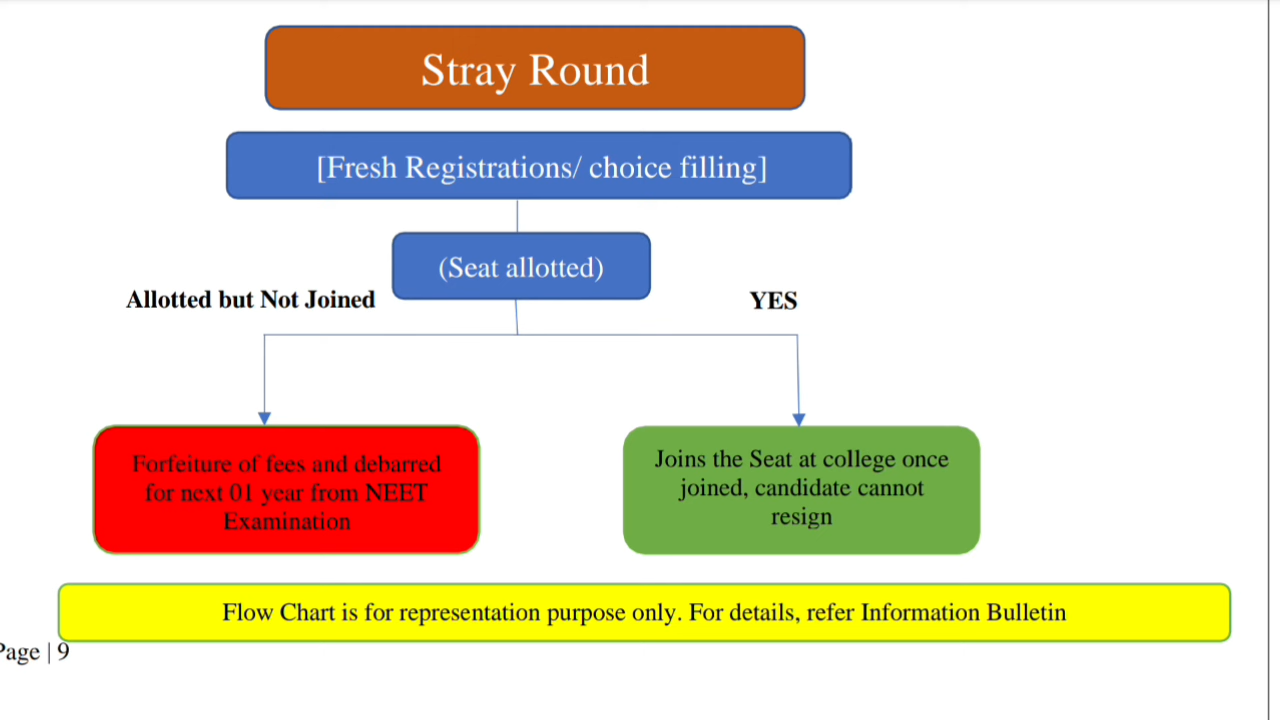 Stray Round
[Fresh Registrations/ choice filling]
(Seat allotted)
Allotted but Not Joined
YES
Forfeiture of fees and debarred
for next 01 year from NEET
Examination
Joins the Seat at college once
joined, candidate cannot
resign
Flow Chart is for representation purpose only. For details, refer Information Bulletin
Page | 9